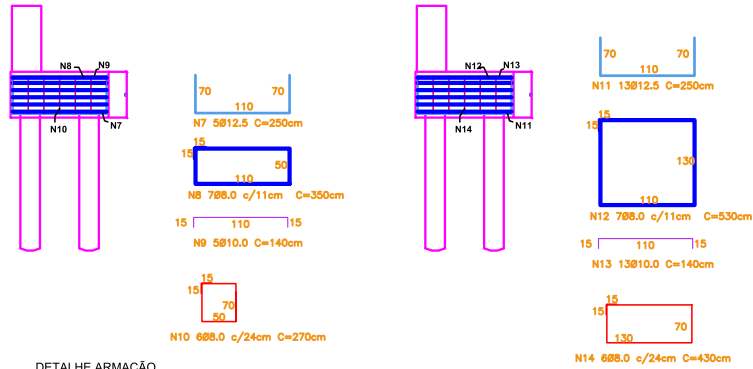 N8
N9
N10
N7
70
70
110
N7 5Ø12.5 C=250cm
15
15
50
110
N8 7Ø8.0 c/11cm C=350cm
15
110
15
N9 5Ø10.0 C=140cm
15
15
70
50
N10 6Ø8.0 c/24cm C=270cm
DETALHE ARMAÇÃO
N12
N13
N14
N11
70
70
110
N11 13Ø12.5 C=250cm
15
15
130
110
N12 7Ø8.0 c/11cm C=530cm
15
110
15
N13 13Ø10.0 C=140cm
15
15
70
130
N14 6Ø8.0 c/24cm C=430cm